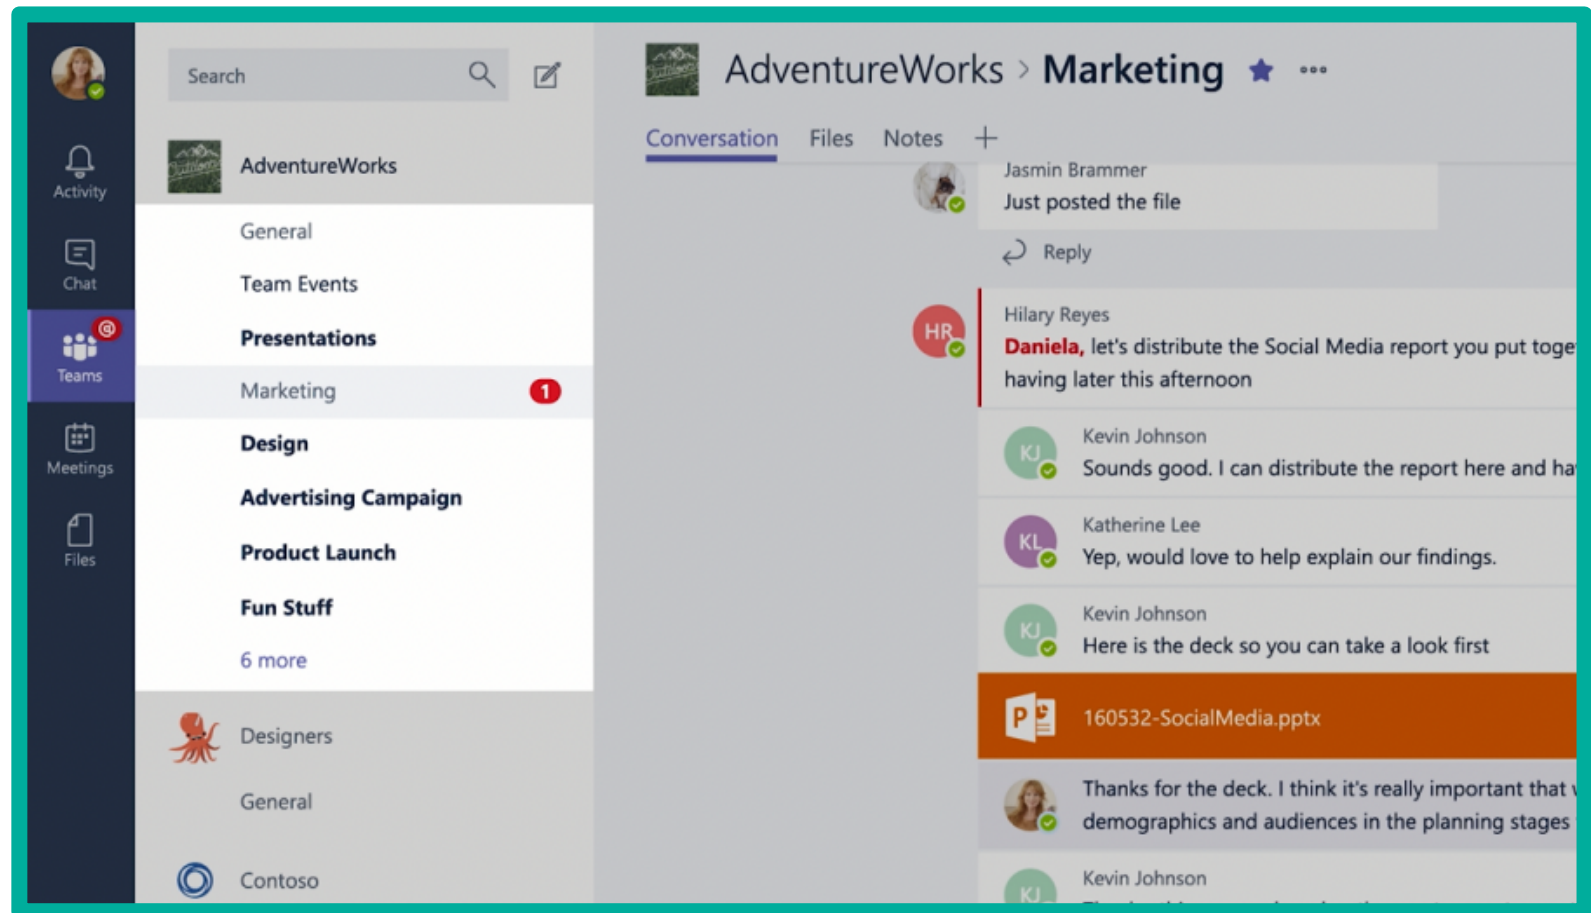 Search
Activity
Chat
@
Teams
Meetings
Files
AdventureWorks
General
Team Events
Presentations
Marketing 1
Design
Advertising Campaign
Product Launch
Fun Stuff
6 more
Designers
General
Contoso
AdventureWorks > Marketing
Conversation Files Notes
Jasmin Brammer
Just posted the file
Reply
HR
Hilary Reyes
Daniela, let's distribute the Social Media report you put
having later this afternoon
KJ
Kevin Johnson
Sounds good. I can distribute the report here and
KL
Katherine Lee
Yep, would love to help explain our findings.
KJ
Kevin Johnson
Here is the deck so you can take a look first
P
160532-SocialMedia.pptx
Thanks for the deck. I think it's really important that
demographics and audiences in the planning stages
KJ
Kevin Johnson